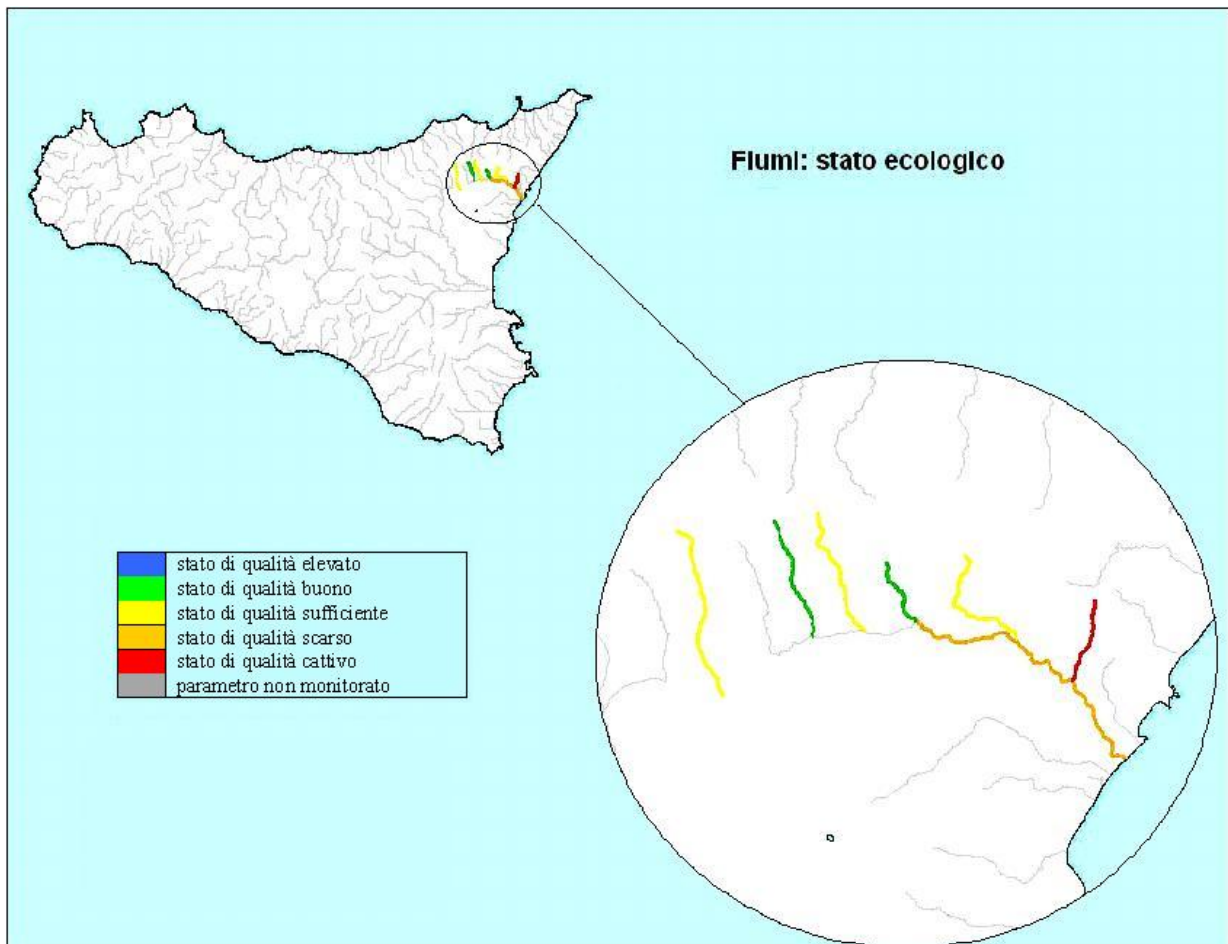 Fiumi: stato ecologico
stato di qualità elevato
stato di qualità buono
stato di qualità sufficiente
stato di qualità scarso
stato di qualità cattivo
parametro non monitorato